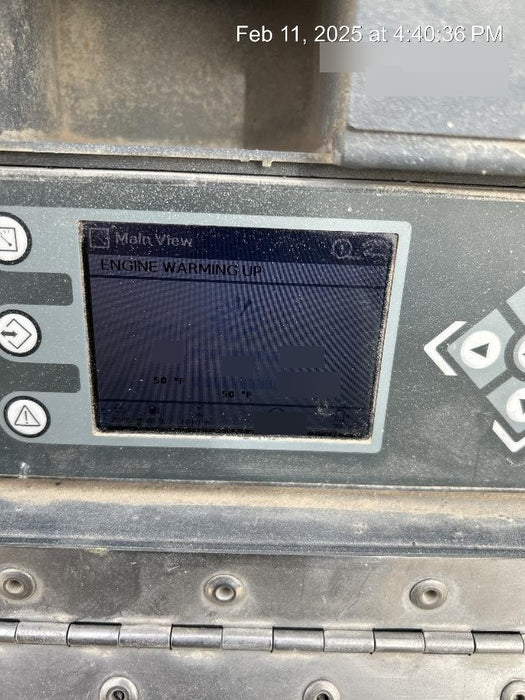 Feb 11, 2025 at 4:40:36 PM
Main View
ENGINE WARMING UP
50 °F
50 °F